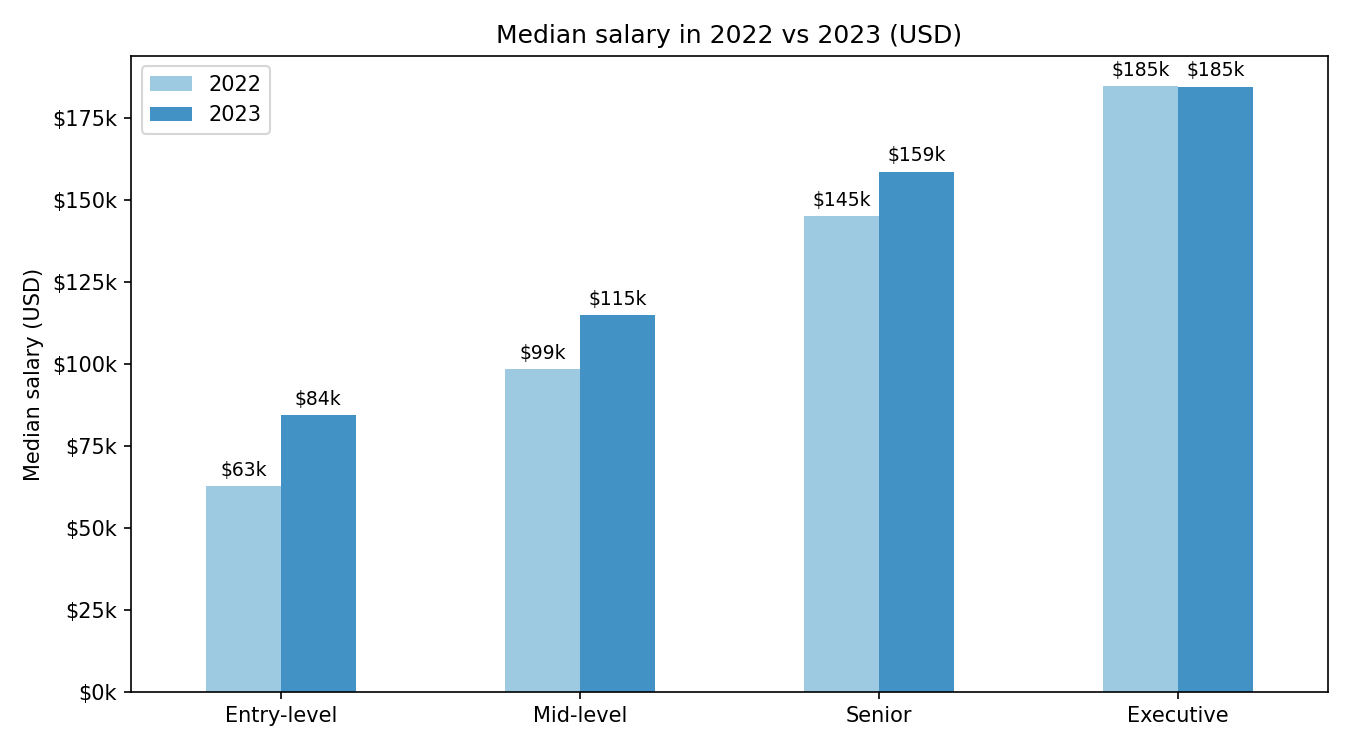 Median salary in 2022 vs 2023 (USD)
2022
2023
Median salary (USD)
$175k
$150k
$125k
$100k
$75k
$50k
$25k
$0k
$63k
$84k
$99k
$115k
$145k
$159k
$185k
$185k
Entry-level
Mid-level
Senior
Executive